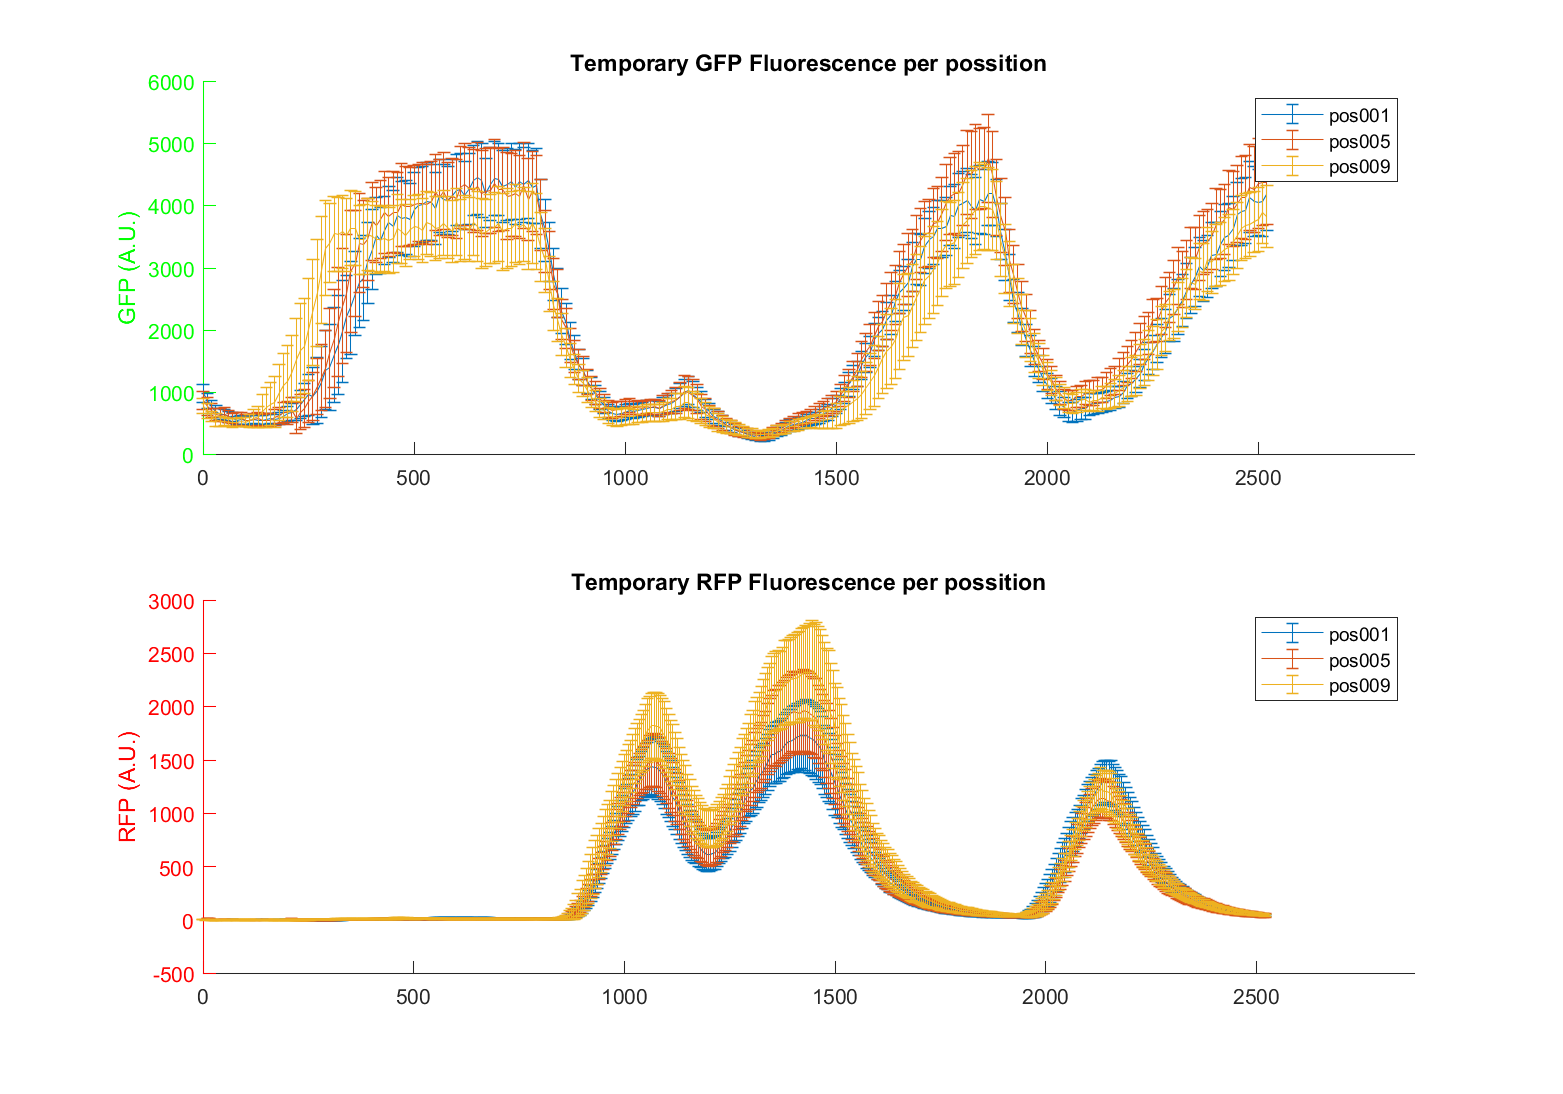 Temporary GFP Fluorescence per possition
GFP (A.U.)
6000
5000
4000
3000
2000
1000
0
0 500 1000 1500 2000 2500
pos001
pos005
pos009
Temporary RFP Fluorescence per possition
RFP (A.U.)
3000
2500
2000
1500
1000
500
0
-500
0 500 1000 1500 2000 2500
pos001
pos005
pos009